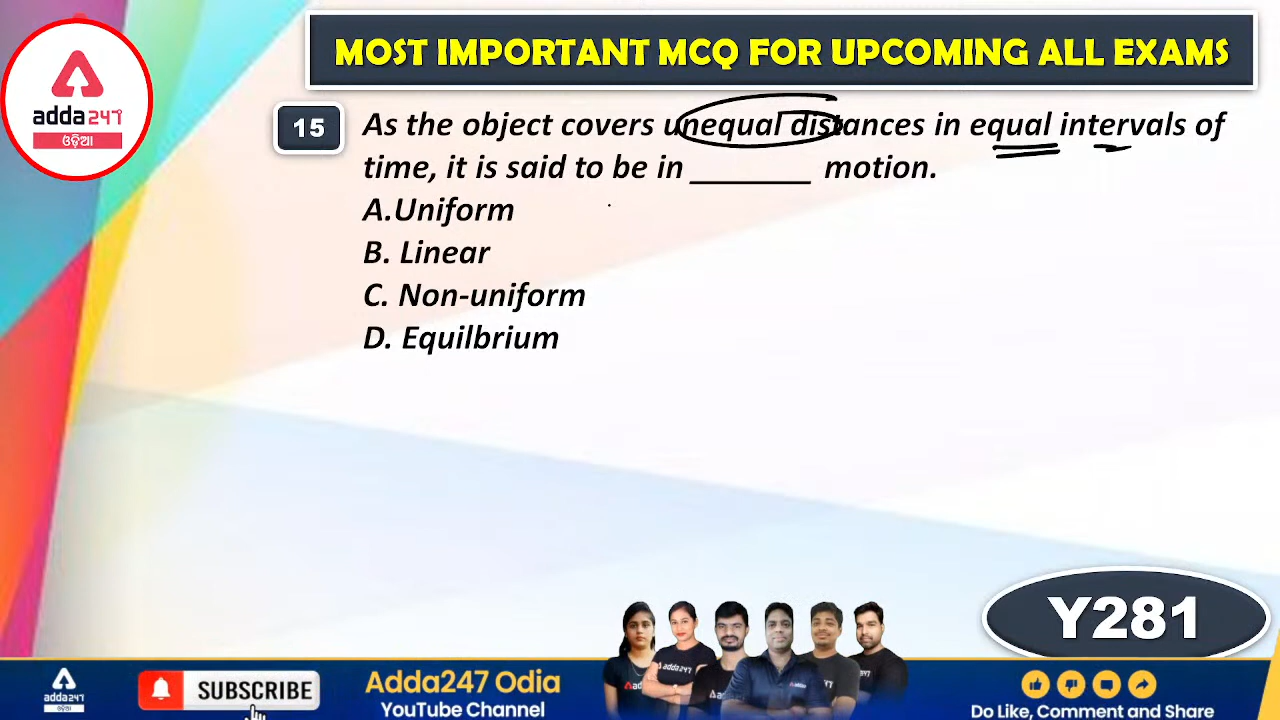 MOST IMPORTANT MCQ FOR UPCOMING ALL EXAMS
adda247
ଓଡ଼ିଆ
15
As the object covers unequal distances in equal intervals of
time, it is said to be in _______ motion.
A.Uniform
B. Linear
C. Non-uniform
D. Equilbrium
Y281
adda247
ଓଡ଼ିଆ
SUBSCRIBE
Adda247 Odia
YouTube Channel
adda247
Do Like, Comment and Share